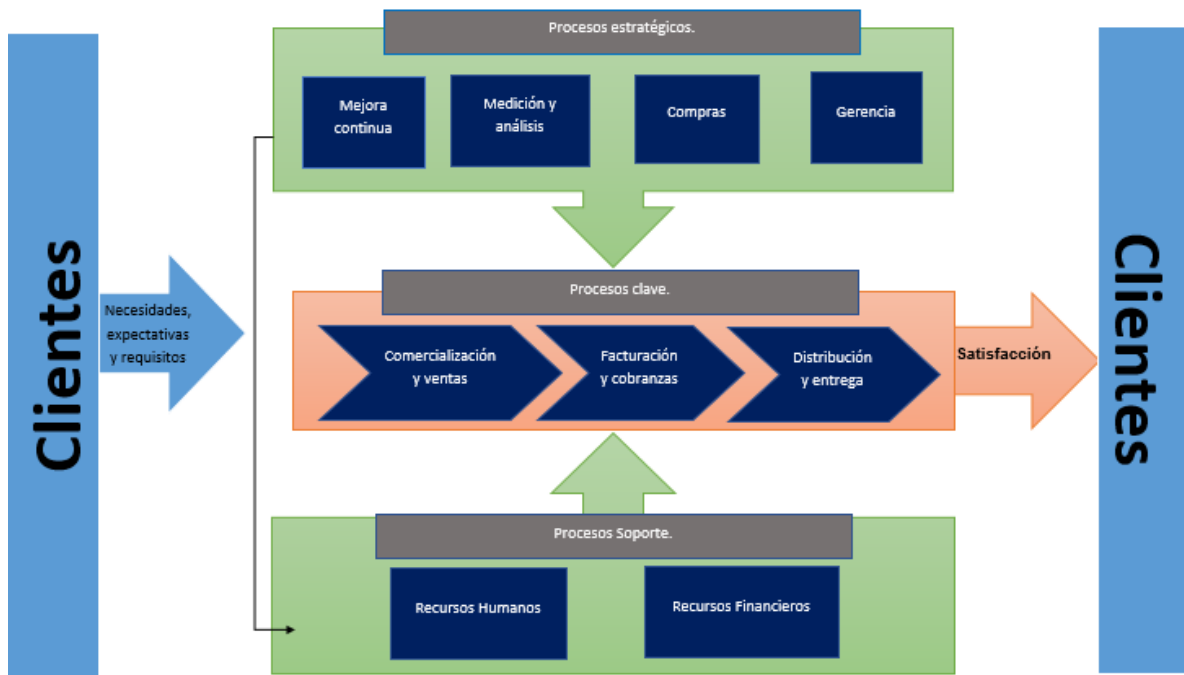 Clientes
Necesidades,
expectativas
y requisitos
Procesos estratégicos.
Mejora
continua
Medición y
análisis
Compras
Gerencia
Procesos clave.
Comercialización
y ventas
Facturación
y cobranzas
Distribución
y entrega
Satisfacción
Procesos Soporte.
Recursos Humanos
Recursos Financieros
Clientes